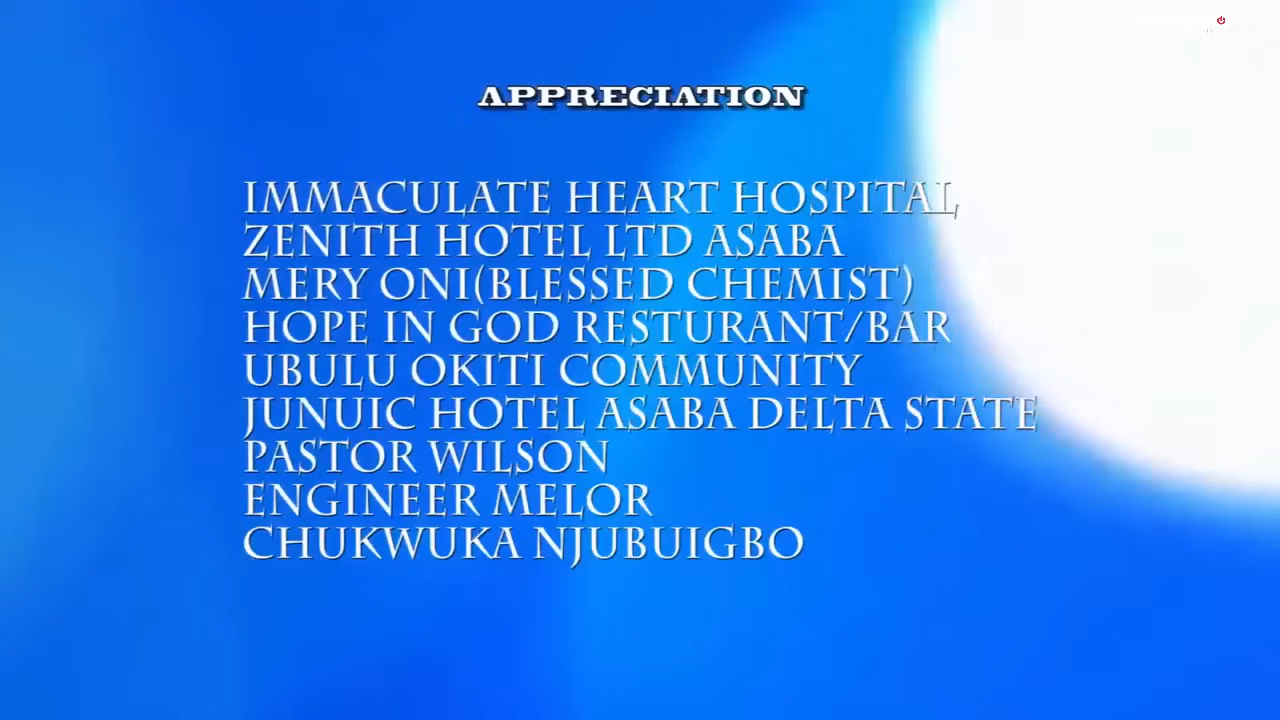 APPRECIATION
IMMACULATE HEART HOSPITAL
ZENITH HOTEL LTD ASABA
MERY ONI(BLESSED CHEMIST)
HOPE IN GOD RESTURANT/BAR
UBULU OKITI COMMUNITY
JUNUIC HOTEL ASABA DELTA STATE
PASTOR WILSON
ENGINEER MELOR
CHUKWUKA NJUBUIGBO